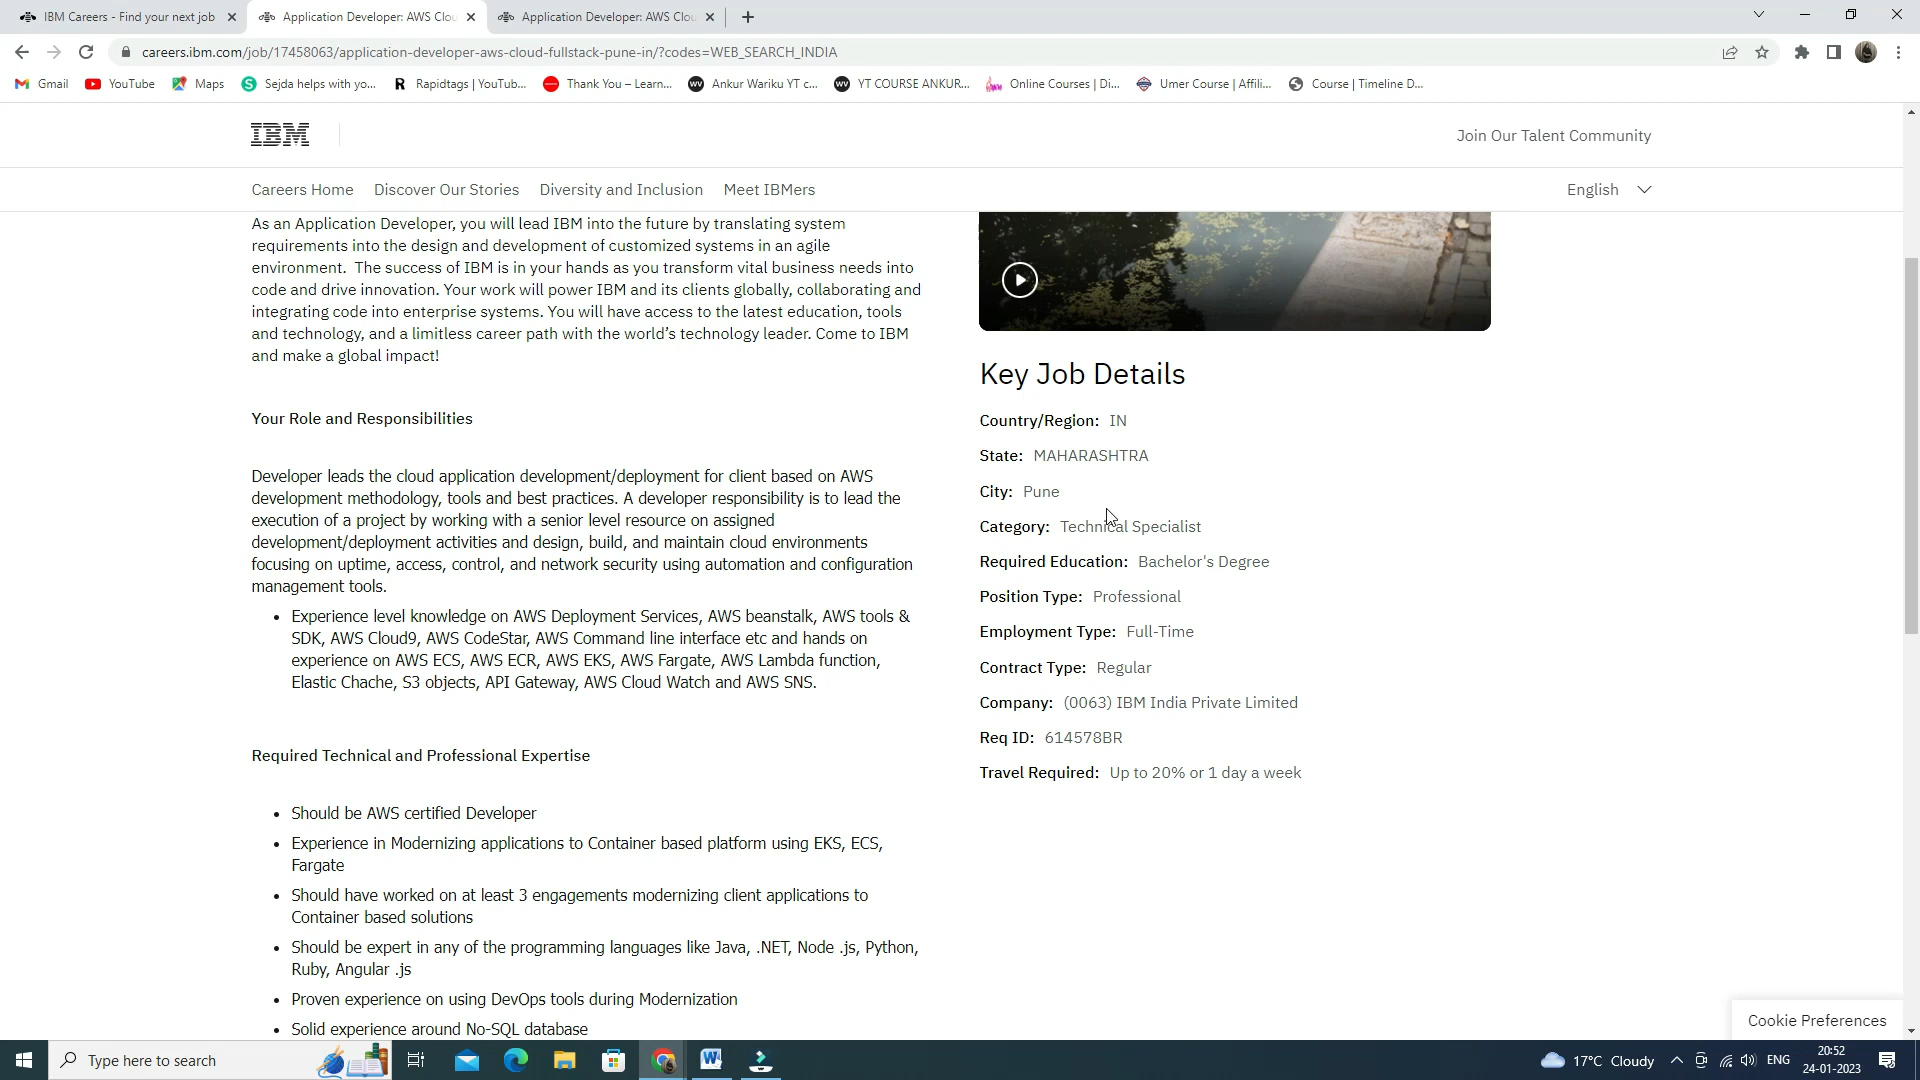 IBM Careers - Find your next job
Application Developer: AWS Clou
Application Developer: AWS Clou
careers.ibm.com/job/17458063/application-developer-aws-cloud-fullstack-pune-in/?codes=WEB_SEARCH_INDIA
Gmail
YouTube
Maps
Sejda helps with yo...
Rapidtags | YouTub...
Thank You – Learn...
Ankur Wariku YT c...
YT COURSE ANKUR...
Online Courses | Di...
Umer Course | Affili...
Course | Timeline D...
IBM
Join Our Talent Community
Careers Home
Discover Our Stories
Diversity and Inclusion
Meet IBMers
English
As an Application Developer, you will lead IBM into the future by translating system
requirements into the design and development of customized systems in an agile
environment. The success of IBM is in your hands as you transform vital business needs into
code and drive innovation. Your work will power IBM and its clients globally, collaborating and
integrating code into enterprise systems. You will have access to the latest education, tools
and technology, and a limitless career path with the world’s technology leader. Come to IBM
and make a global impact!
Your Role and Responsibilities
Developer leads the cloud application development/deployment for client based on AWS
development methodology, tools and best practices. A developer responsibility is to lead the
execution of a project by working with a senior level resource on assigned
development/deployment activities and design, build, and maintain cloud environments
focusing on uptime, access, control, and network security using automation and configuration
management tools.
• Experience level knowledge on AWS Deployment Services, AWS beanstalk, AWS tools &
SDK, AWS Cloud9, AWS CodeStar, AWS Command line interface etc and hands on
experience on AWS ECS, AWS ECR, AWS EKS, AWS Fargate, AWS Lambda function,
Elastic Chache, S3 objects, API Gateway, AWS Cloud Watch and AWS SNS.
Required Technical and Professional Expertise
• Should be AWS certified Developer
• Experience in Modernizing applications to Container based platform using EKS, ECS,
Fargate
• Should have worked on at least 3 engagements modernizing client applications to
Container based solutions
• Should be expert in any of the programming languages like Java, .NET, Node .js, Python,
Ruby, Angular .js
• Proven experience on using DevOps tools during Modernization
• Solid experience around No-SQL database
Key Job Details
Country/Region: IN
State: MAHARASHTRA
City: Pune
Category: Technical Specialist
Required Education: Bachelor's Degree
Position Type: Professional
Employment Type: Full-Time
Contract Type: Regular
Company: (0063) IBM India Private Limited
Req ID: 614578BR
Travel Required: Up to 20% or 1 day a week
Cookie Preferences
Type here to search
17°C Cloudy
ENG
20:52
24-01-2023